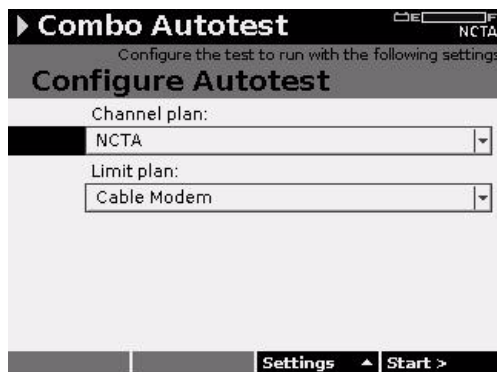 Combo Autotest
E F
NCTA
Configure the test to run with the following settings
Configure Autotest
Channel plan:
NCTA
Limit plan:
Cable Modem
Settings
Start >